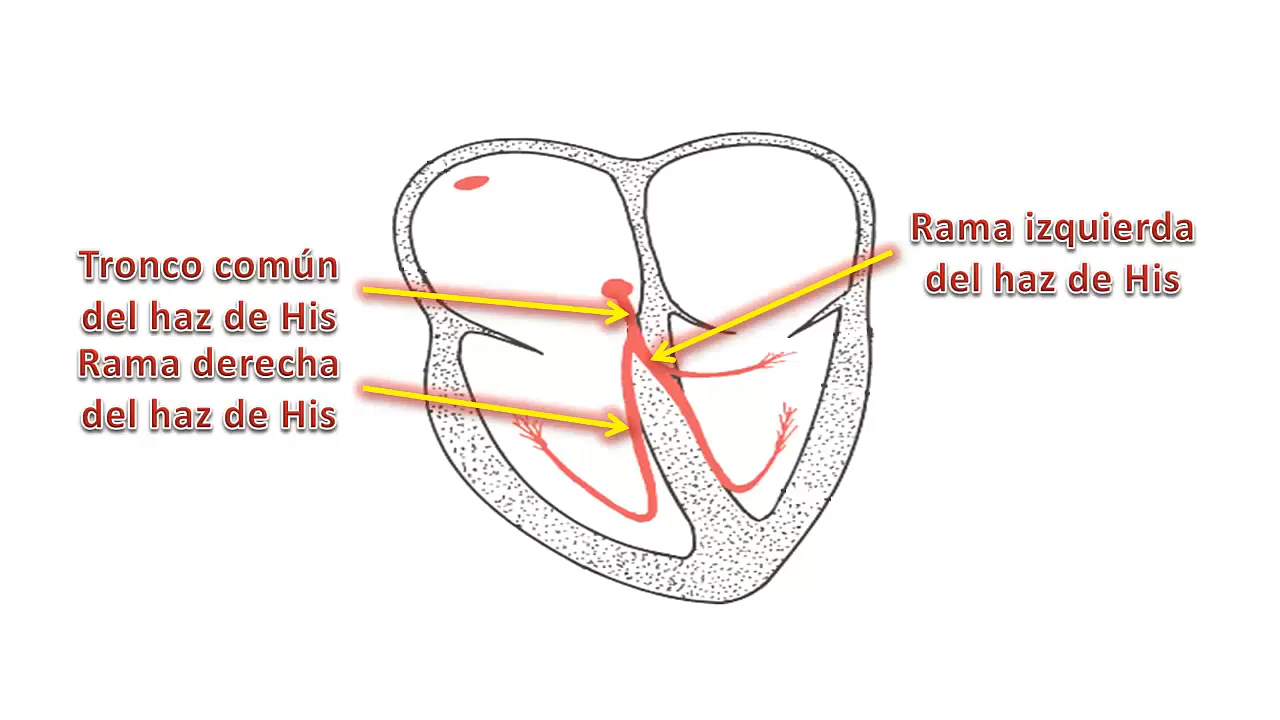 Tronco común
del haz de His
Rama derecha
del haz de His
Rama izquierda
del haz de His